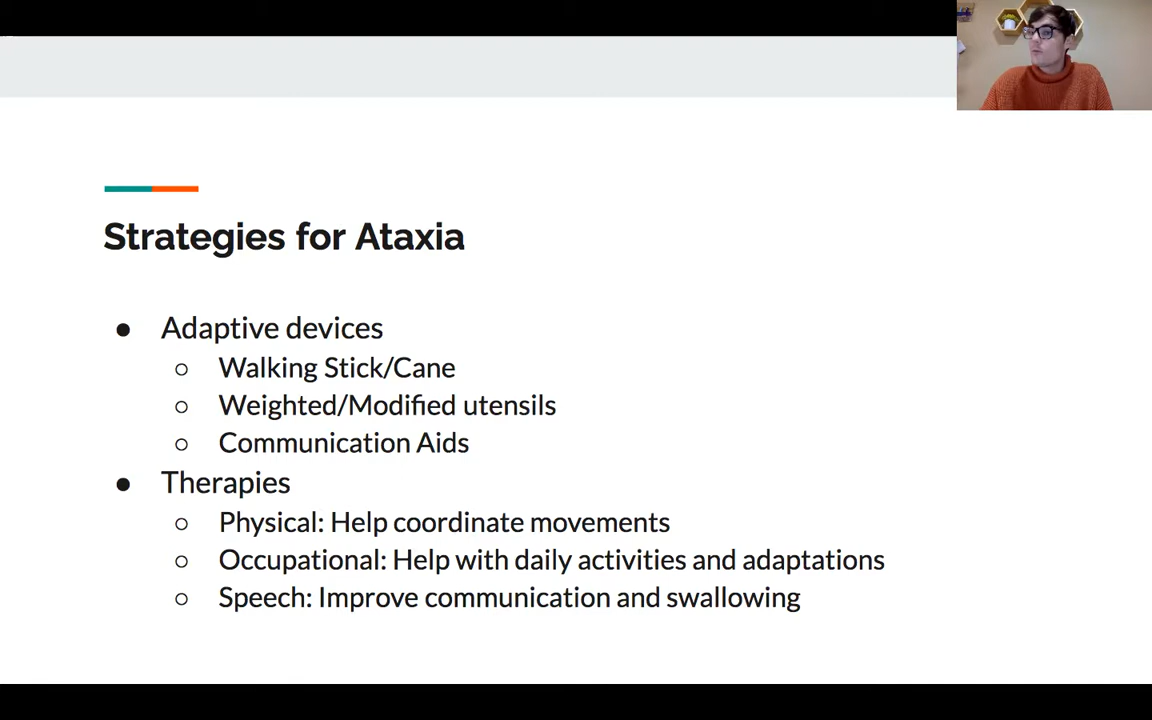 Strategies for Ataxia
● Adaptive devices
○ Walking Stick/Cane
○ Weighted/Modified utensils
○ Communication Aids
● Therapies
○ Physical: Help coordinate movements
○ Occupational: Help with daily activities and adaptations
○ Speech: Improve communication and swallowing